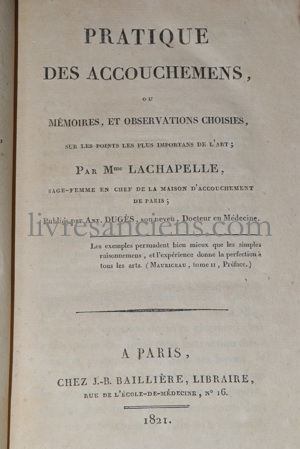 PRATIQUE
DES ACCOUCHEMENS,
OU
MÉMOIRES, ET OBSERVATIONS CHOISIES,
SUR LES POINTS LES PLUS IMPORTANS DE L'ART;
PAR Mme LACHAPELLE,
SAGE-FEMME EN CHEF DE LA MAISON D'ACCOUCHEMENT
DE PARIS;
Publiés par ANT. DUGÈS, son neveu, Docteur en Médecine.
livresanciens.com
Les exemples persuadent bien mieux que les simples
raisonnemens, et l'expérience donne la perfection à
tous les arts. (MAURICEAU, tome II, Préface.)
A PARIS,
CHEZ J.-B. BAILLIÈRE, LIBRAIRE,
RUE DE L'ÉCOLE-DE-MÉDECINE, N° 16.
1821.